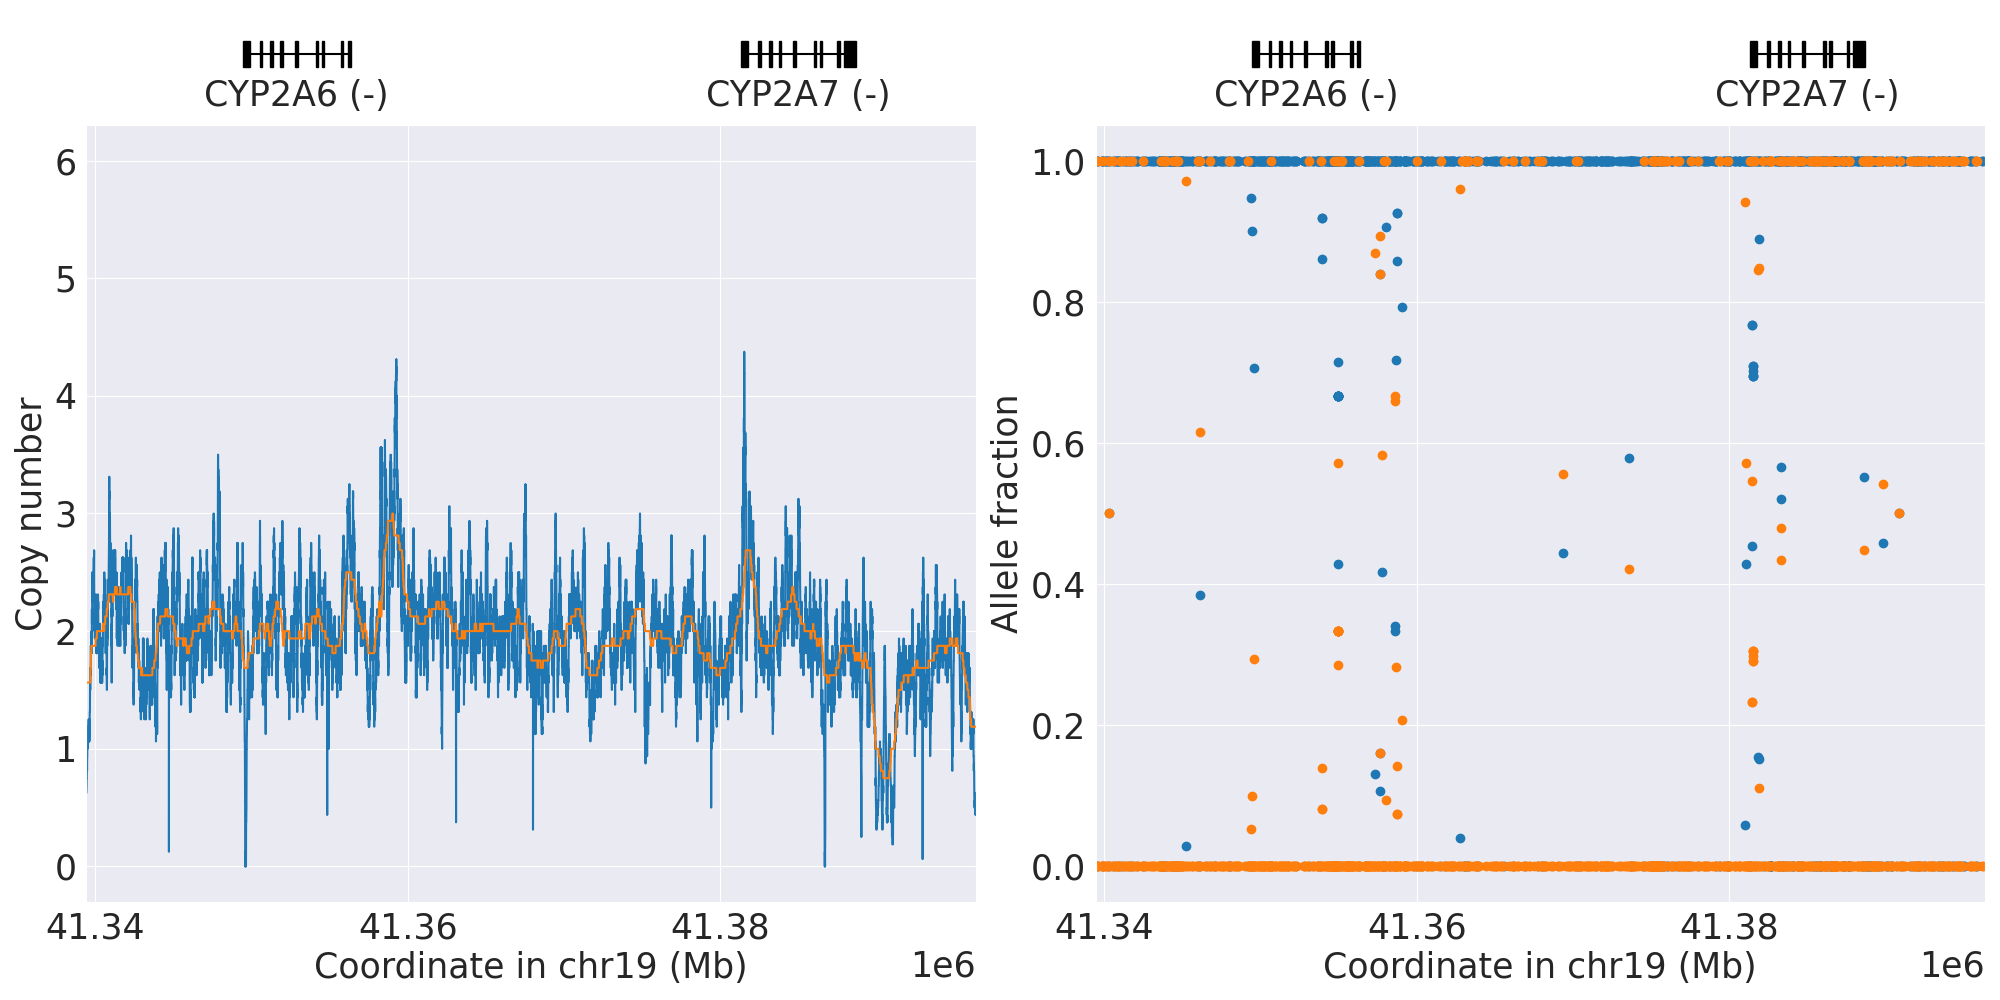 CYP2A6 (-)
CYP2A7 (-)
6
5
4
3
2
1
0
Copy number
41.34
41.36
41.38
Coordinate in chr19 (Mb)
1e6
CYP2A6 (-)
CYP2A7 (-)
1.0
0.8
0.6
0.4
0.2
0.0
Allele fraction
41.34
41.36
41.38
Coordinate in chr19 (Mb)
1e6